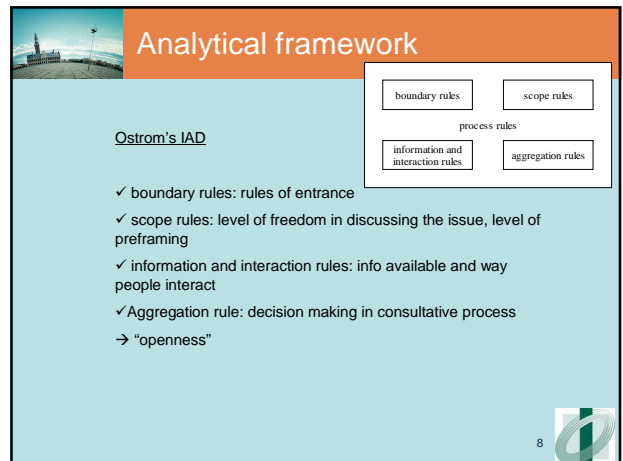 Analytical framework
boundary rules
scope rules
process rules
information and
interaction rules
aggregation rules
Ostrom's IAD
✓ boundary rules: rules of entrance
✓ scope rules: level of freedom in discussing the issue, level of
preframing
✓ information and interaction rules: info available and way
people interact
✓Aggregation rule: decision making in consultative process
→ "openness"
8